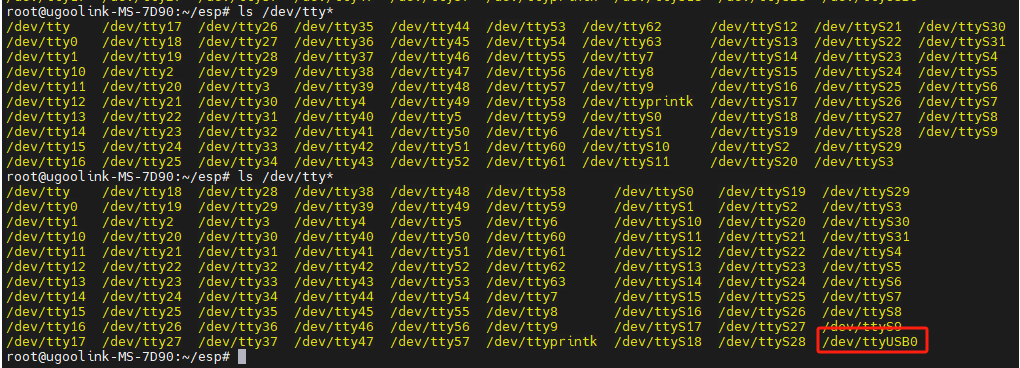 root@ugoolink-MS-7D90:~/esp# ls /dev/tty*
/dev/tty /dev/tty17 /dev/tty26 /dev/tty35 /dev/tty44 /dev/tty53 /dev/tty62 /dev/ttyS12 /dev/ttyS21 /dev/ttyS30
/dev/tty0 /dev/tty18 /dev/tty27 /dev/tty36 /dev/tty45 /dev/tty54 /dev/tty63 /dev/ttyS13 /dev/ttyS22 /dev/ttyS31
/dev/tty1 /dev/tty19 /dev/tty28 /dev/tty37 /dev/tty46 /dev/tty55 /dev/tty7 /dev/ttyS14 /dev/ttyS23 /dev/ttyS4
/dev/tty10 /dev/tty2 /dev/tty29 /dev/tty38 /dev/tty47 /dev/tty56 /dev/tty8 /dev/ttyS15 /dev/ttyS24 /dev/ttyS5
/dev/tty11 /dev/tty20 /dev/tty3 /dev/tty39 /dev/tty48 /dev/tty57 /dev/tty9 /dev/ttyS16 /dev/ttyS25 /dev/ttyS6
/dev/tty12 /dev/tty21 /dev/tty30 /dev/tty4 /dev/tty49 /dev/tty58 /dev/ttyprintk /dev/ttyS17 /dev/ttyS26 /dev/ttyS7
/dev/tty13 /dev/tty22 /dev/tty31 /dev/tty40 /dev/tty5 /dev/tty59 /dev/ttyS0 /dev/ttyS18 /dev/ttyS27 /dev/ttyS8
/dev/tty14 /dev/tty23 /dev/tty32 /dev/tty41 /dev/tty50 /dev/tty6 /dev/ttyS1 /dev/ttyS19 /dev/ttyS28 /dev/ttyS9
/dev/tty15 /dev/tty24 /dev/tty33 /dev/tty42 /dev/tty51 /dev/tty60 /dev/ttyS10 /dev/ttyS2 /dev/ttyS29
/dev/tty16 /dev/tty25 /dev/tty34 /dev/tty43 /dev/tty52 /dev/tty61 /dev/ttyS11 /dev/ttyS20 /dev/ttyS3
root@ugoolink-MS-7D90:~/esp# ls /dev/tty*
/dev/tty /dev/tty18 /dev/tty28 /dev/tty38 /dev/tty48 /dev/tty58 /dev/ttyS0 /dev/ttyS19 /dev/ttyS29
/dev/tty0 /dev/tty19 /dev/tty29 /dev/tty39 /dev/tty49 /dev/tty59 /dev/ttyS1 /dev/ttyS2 /dev/ttyS3
/dev/tty1 /dev/tty2 /dev/tty3 /dev/tty4 /dev/tty5 /dev/tty6 /dev/ttyS10 /dev/ttyS20 /dev/ttyS30
/dev/tty10 /dev/tty20 /dev/tty30 /dev/tty40 /dev/tty50 /dev/tty60 /dev/ttyS11 /dev/ttyS21 /dev/ttyS31
/dev/tty11 /dev/tty21 /dev/tty31 /dev/tty41 /dev/tty51 /dev/tty61 /dev/ttyS12 /dev/ttyS22 /dev/ttyS4
/dev/tty12 /dev/tty22 /dev/tty32 /dev/tty42 /dev/tty52 /dev/tty62 /dev/ttyS13 /dev/ttyS23 /dev/ttyS5
/dev/tty13 /dev/tty23 /dev/tty33 /dev/tty43 /dev/tty53 /dev/tty63 /dev/ttyS14 /dev/ttyS24 /dev/ttyS6
/dev/tty14 /dev/tty24 /dev/tty34 /dev/tty44 /dev/tty54 /dev/tty7 /dev/ttyS15 /dev/ttyS25 /dev/ttyS7
/dev/tty15 /dev/tty25 /dev/tty35 /dev/tty45 /dev/tty55 /dev/tty8 /dev/ttyS16 /dev/ttyS26 /dev/ttyS8
/dev/tty16 /dev/tty26 /dev/tty36 /dev/tty46 /dev/tty56 /dev/tty9 /dev/ttyS17 /dev/ttyS27 /dev/ttyS9
/dev/tty17 /dev/tty27 /dev/tty37 /dev/tty47 /dev/tty57 /dev/ttyprintk /dev/ttyS18 /dev/ttyS28 /dev/ttyUSB0
root@ugoolink-MS-7D90:~/esp#